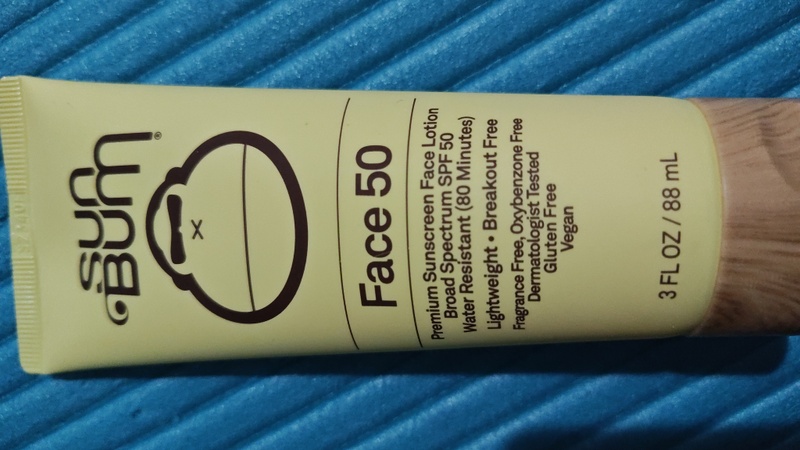 sun
BUM®
Face 50
Premium Sunscreen Face Lotion
Broad Spectrum SPF 50
Water Resistant (80 Minutes)
Lightweight • Breakout Free
Fragrance Free, Oxybenzone Free
Dermatologist Tested
Gluten Free
Vegan
3 FL OZ / 88 mL